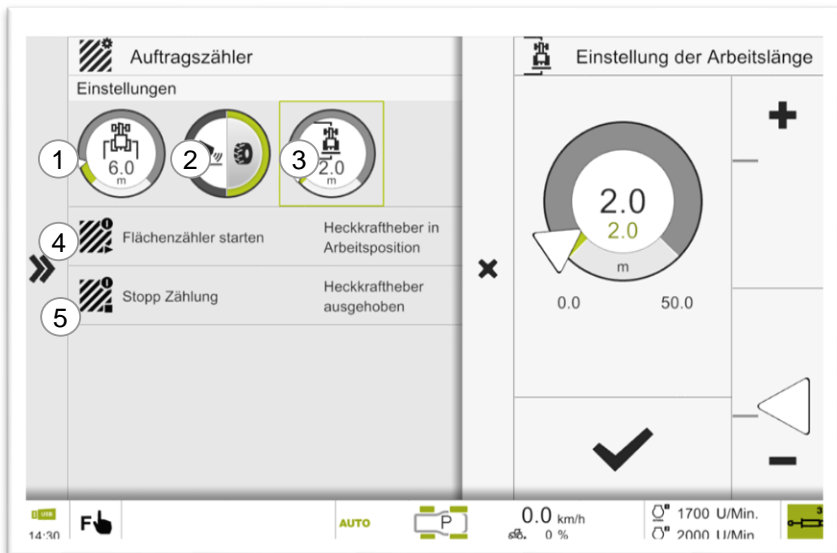 Auftragszähler
Einstellungen
1
6.0
m
2
3
2.0
m
4
Flächenzähler starten
Heckkraftheber in
Arbeitsposition
5
Stopp Zählung
Heckkraftheber
ausgehoben
Einstellung der Arbeitslänge
2.0
2.0
m
0.0 50.0
USB
14:30
F
AUTO
P
0.0 km/h
0 %
1700 U/Min.
2000 U/Min
3